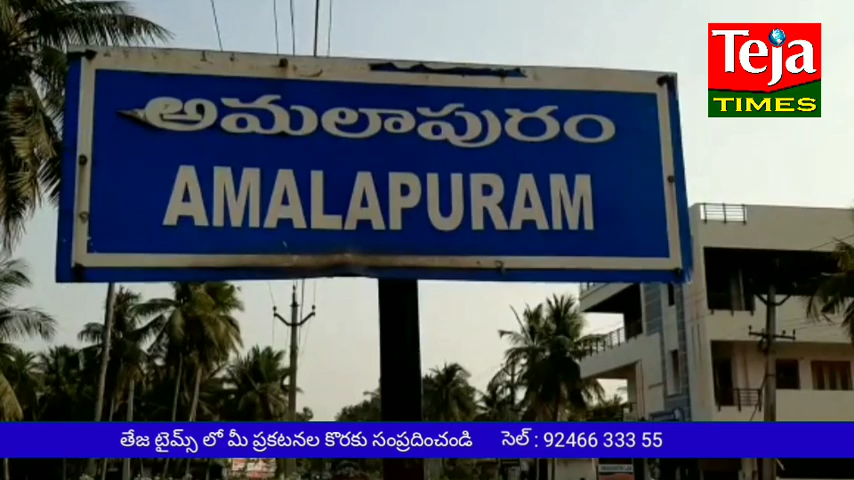 Teja
TIMES
అమలాపురం
AMALAPURAM
తేజ టైమ్స్ లో మీ ప్రకటనల కొరకు సంప్రదించండి సెల్ : 92466 333 55